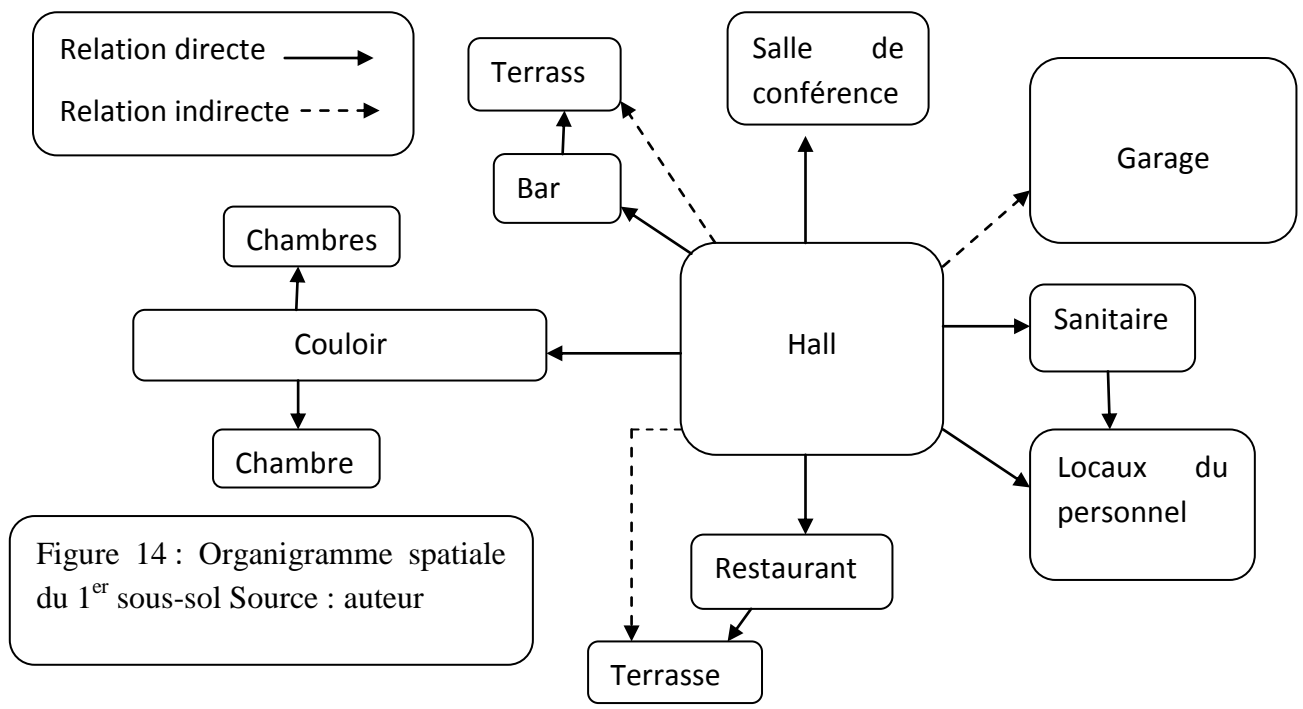 Relation directe
Relation indirecte
Terrass
Salle de
conférence
Garage
Bar
Chambres
Sanitaire
Couloir
Hall
Chambre
Locaux du
personnel
Figure 14 : Organigramme spatiale
du 1er sous-sol Source : auteur
Restaurant
Terrasse